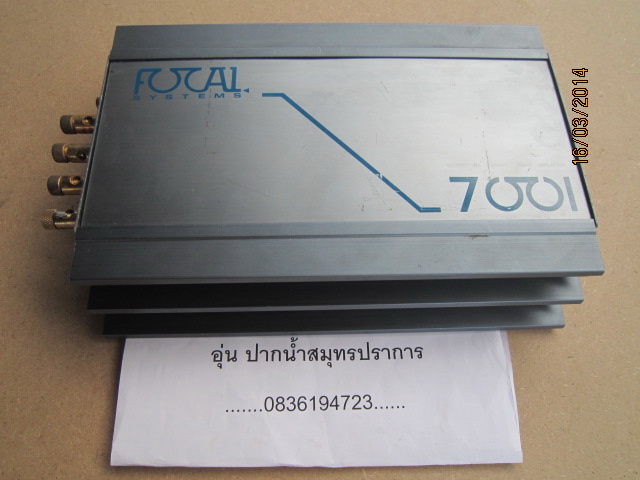 FOCAL
SYSTEMS
7001
16/03/2014
อุ่น ปากน้ำสมุทรปราการ
.......0836194723......